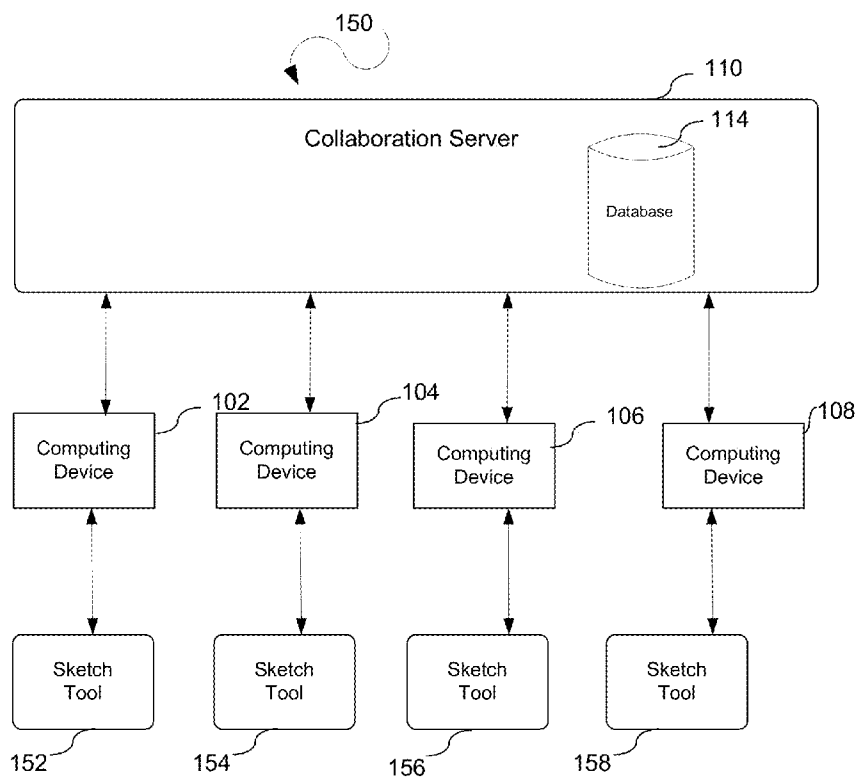 150
110
Collaboration Server
114
Database
102
104
106
108
Computing
Device
Computing
Device
Computing
Device
Computing
Device
Sketch
Tool
Sketch
Tool
Sketch
Tool
Sketch
Tool
152
154
156
158